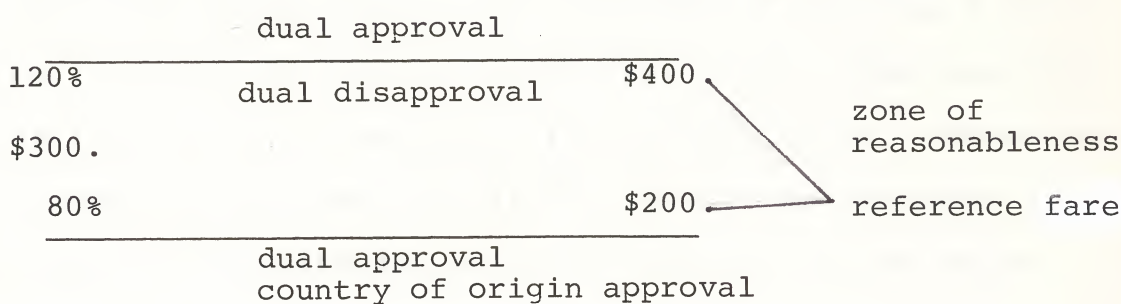 dual approval
120% $400.
dual disapproval
zone of
$300. reasonableness
80% $200. reference fare
dual approval
country of origin approval